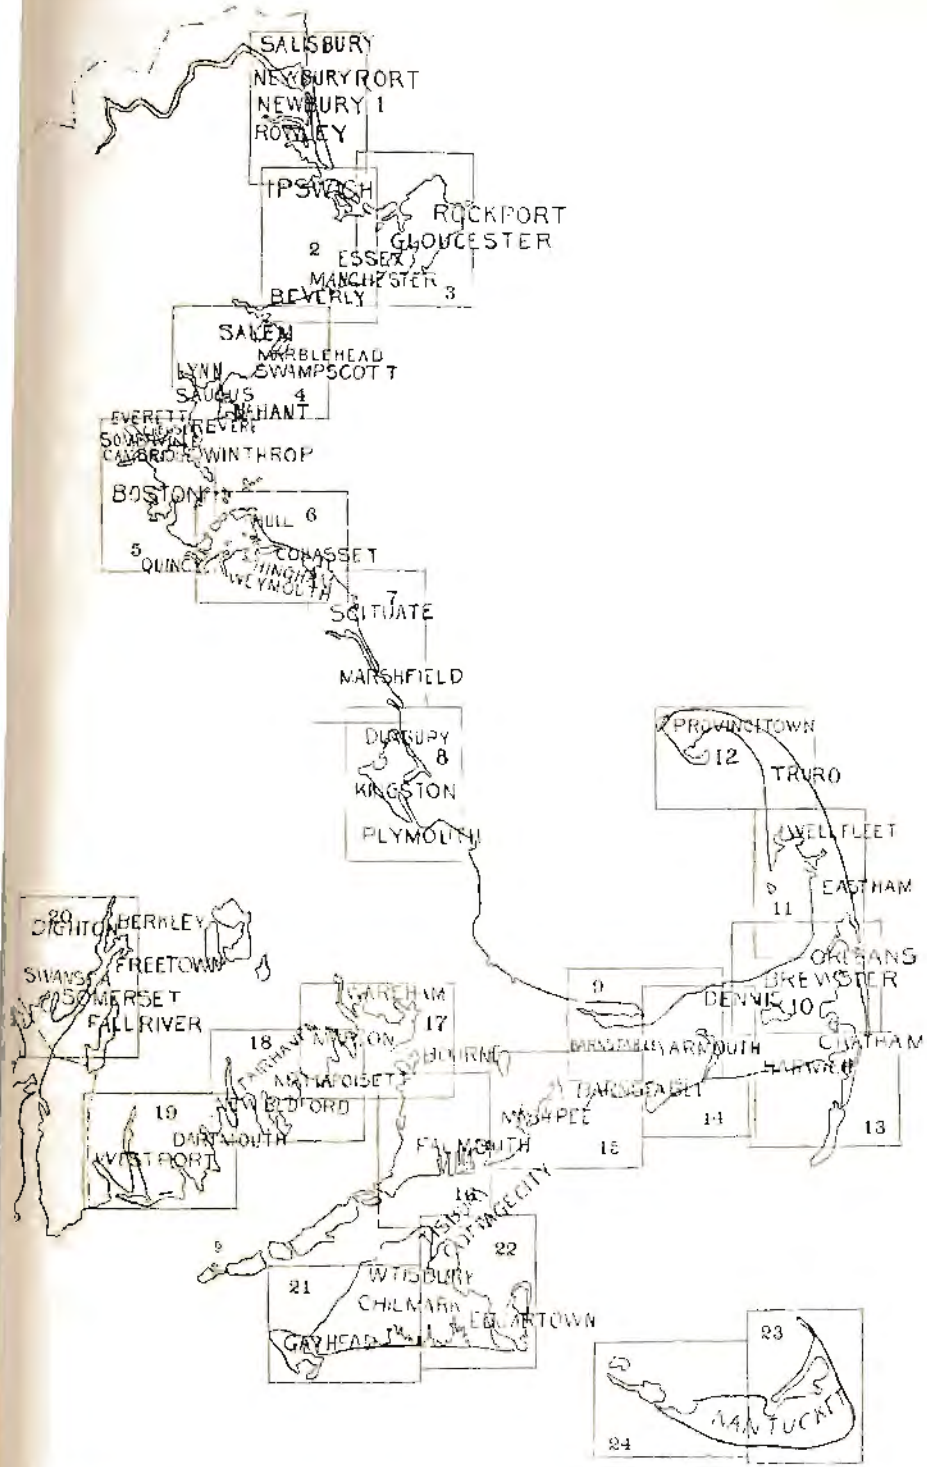 SALISBURY
NEWBURYPORT
NEWBURY 1
ROWLEY
IPSWICH
ROCKPORT
2
GLOUCESTER
ESSEX
MANCHESTER
3
BEVERLY
SALEM
MARBLEHEAD
LYNN
SWAMPSCOTT
SAUGUS
4
NAHANT
EVERETT
CHELSEA
REVERE
SOMERVILLE
CAMBRIDGE
WINTHROP
BOSTON
HULL
6
5
QUINCY
COHASSET
HINGHAM
WEYMOUTH
7
SCITUATE
MARSHFIELD
PROVINCETOWN
DUXBURY
8
12
TRURO
KINGSTON
PLYMOUTH
WELLFLEET
EASTHAM
11
20
DIGHTON
BERKLEY
FREETOWN
SWANSEA
SOMERSET
FALL RIVER
ORLEANS
BREWSTER
9
DENNIS
10
WAREHAM
17
18
FAIRHAVEN
MARION
BOURNE
BARNSTABLE
YARMOUTH
CHATHAM
HARWICH
MATTAPOISETT
NEW BEDFORD
BARNSTABLE
19
MASHPEE
14
13
DARTMOUTH
FALMOUTH
15
WESTPORT
16
TISBURY
COTTAGE CITY
22
21
W TISBURY
CHILMARK
EDGARTOWN
GAYHEAD
23
NANTUCKET
24